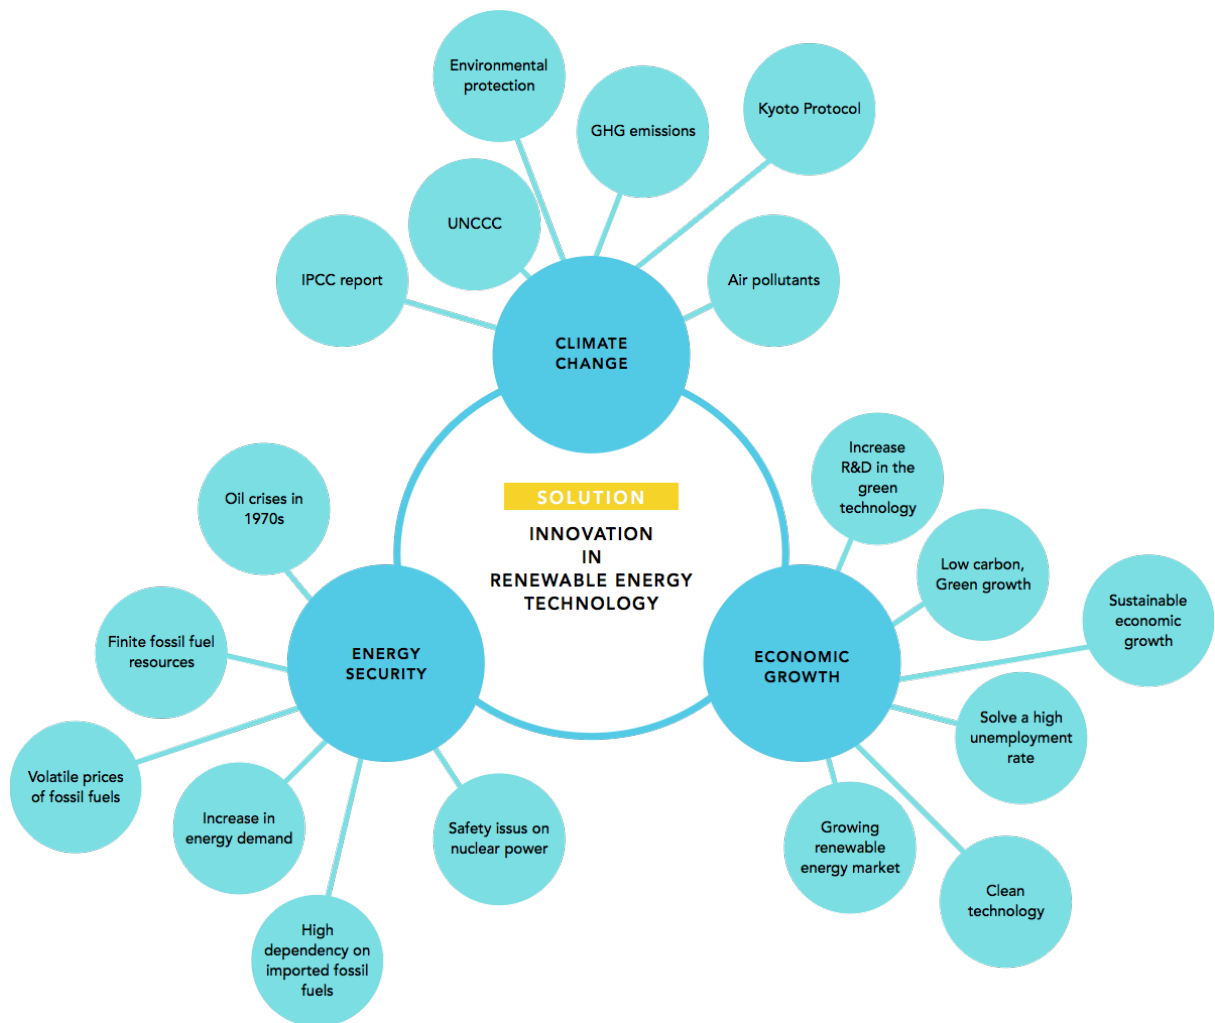 Environmental
protection
GHG emissions
Kyoto Protocol
UNCCC
IPCC report
Air pollutants
CLIMATE
CHANGE
SOLUTION
INNOVATION
IN
RENEWABLE ENERGY
TECHNOLOGY
Oil crises in
1970s
Finite fossil fuel
resources
ENERGY
SECURITY
Volatile prices
of fossil fuels
Increase in
energy demand
High
dependency on
imported fossil
fuels
Safety issus on
nuclear power
Increase
R&D in the
green
technology
Low carbon,
Green growth
Sustainable
economic
growth
ECONOMIC
GROWTH
Solve a high
unemployment
rate
Growing
renewable
energy market
Clean
technology